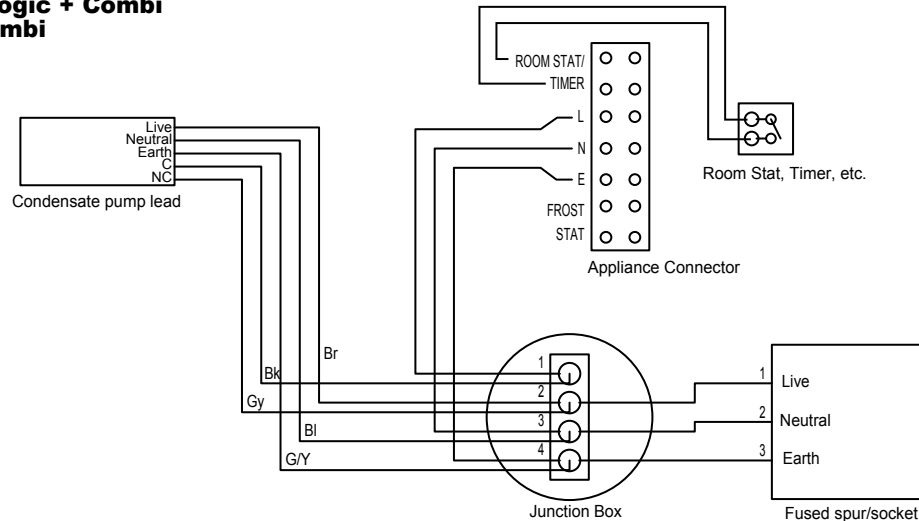 ogic + Combi
mbi
ROOM STAT/
TIMER
L
N
E
FROST
STAT
Appliance Connector
Room Stat, Timer, etc.
Live
Neutral
Earth
C
NC
Condensate pump lead
Br
Bk
Gy
Bl
G/Y
1
2
3
4
Junction Box
1 Live
2 Neutral
3 Earth
Fused spur/socket